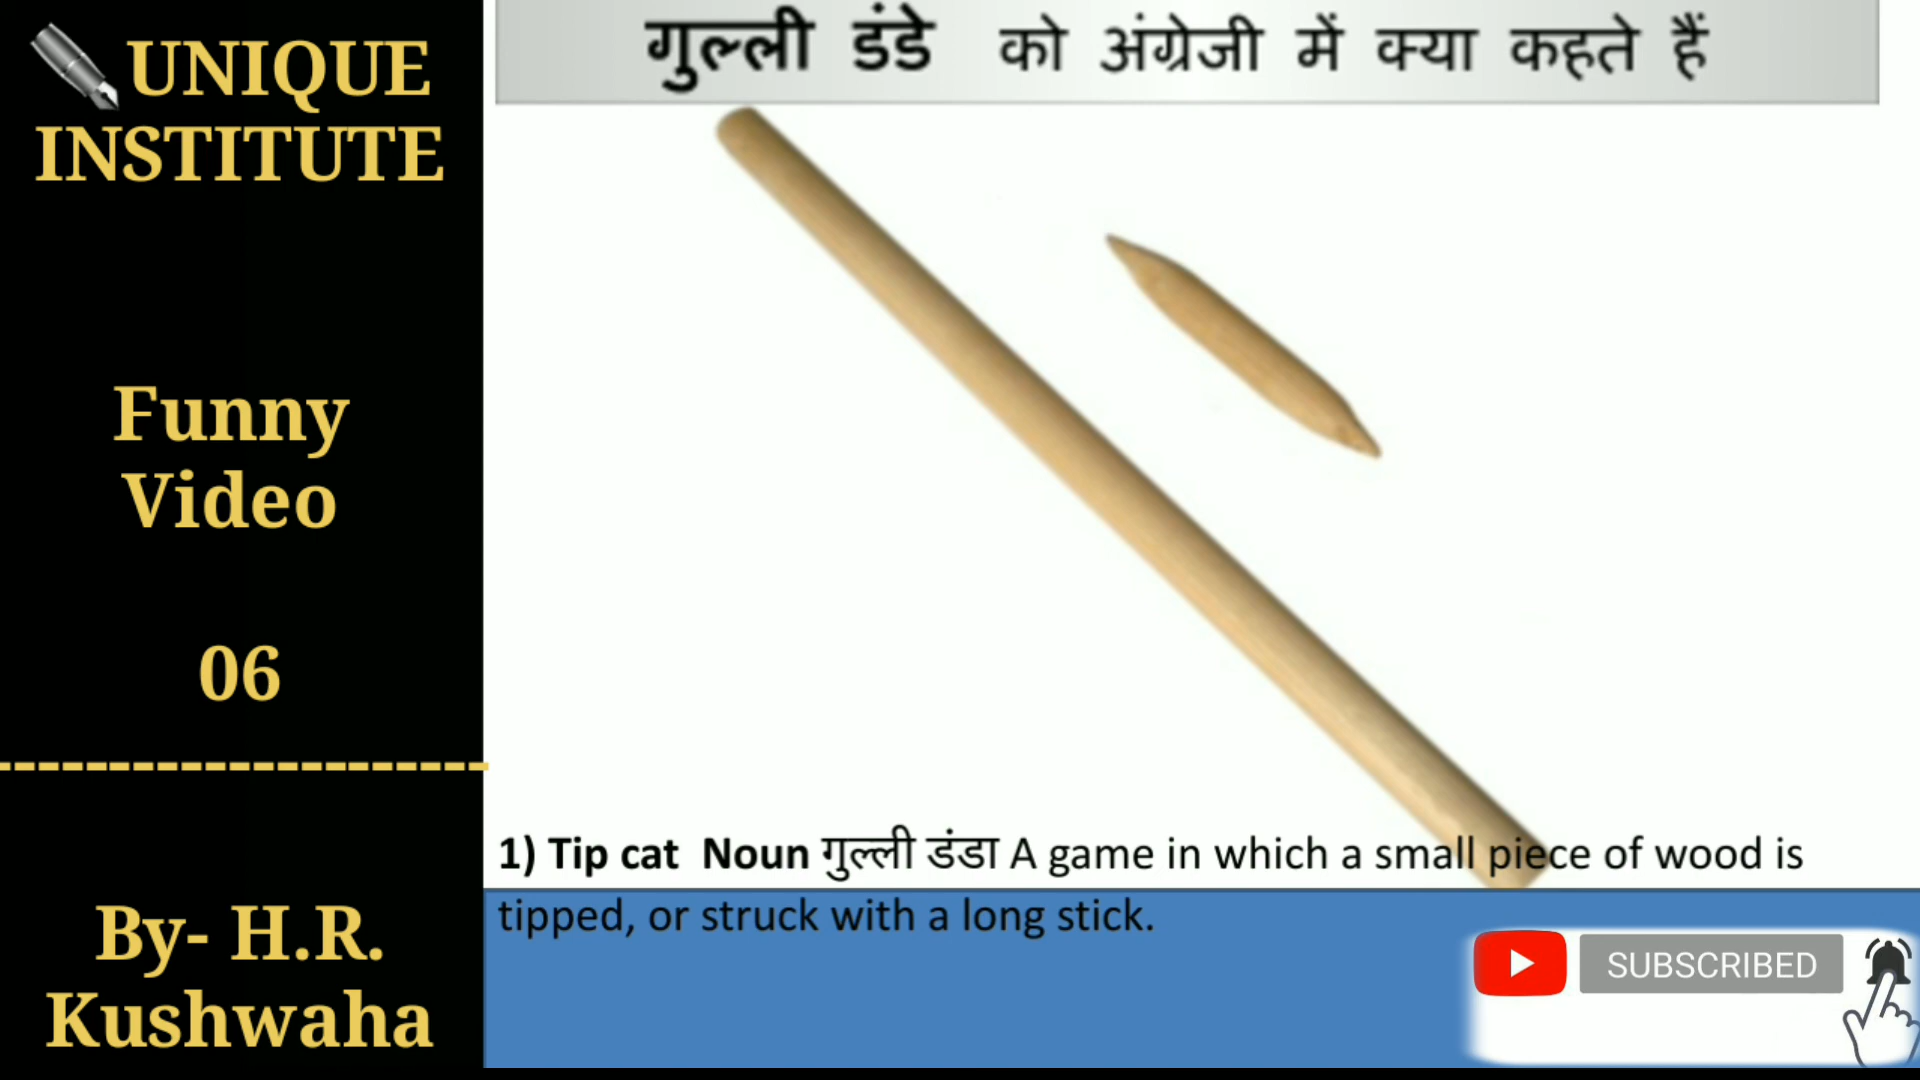 UNIQUE
INSTITUTE
Funny
Video
06
By- H.R.
Kushwaha
गुल्ली डंडे को अंग्रेजी में क्या कहते हैं
1) Tip cat Noun गुल्ली डंडा A game in which a small piece of wood is
tipped, or struck with a long stick.
SUBSCRIBED